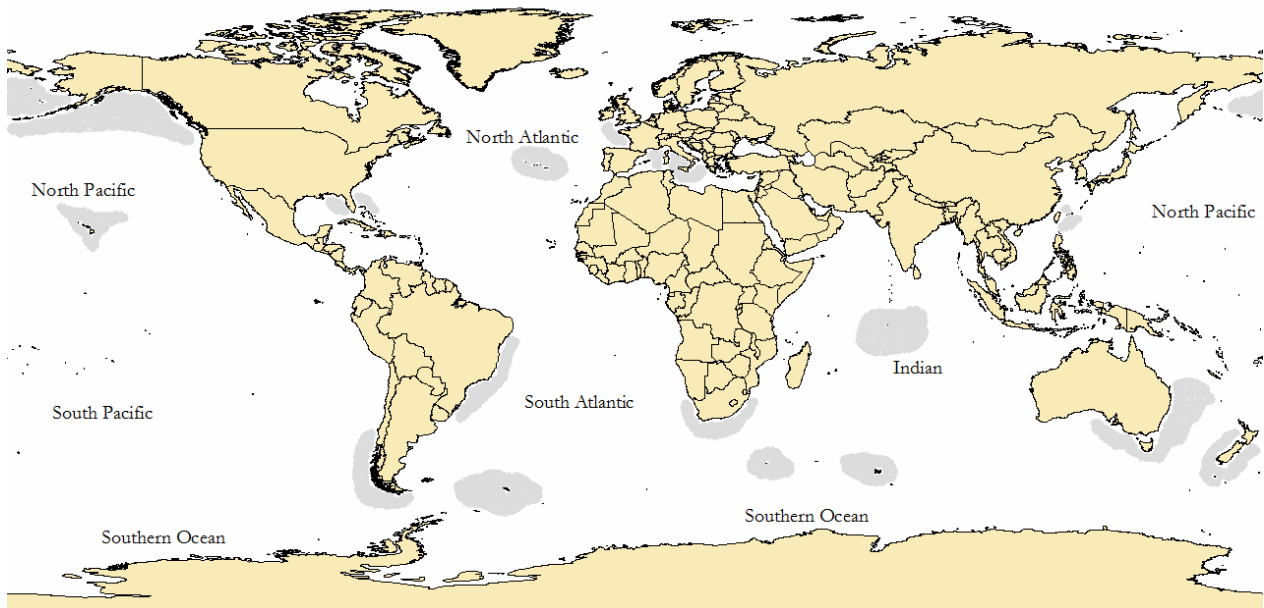 North Atlantic
North Pacific
North Pacific
Indian
South Atlantic
South Pacific
Southern Ocean
Southern Ocean